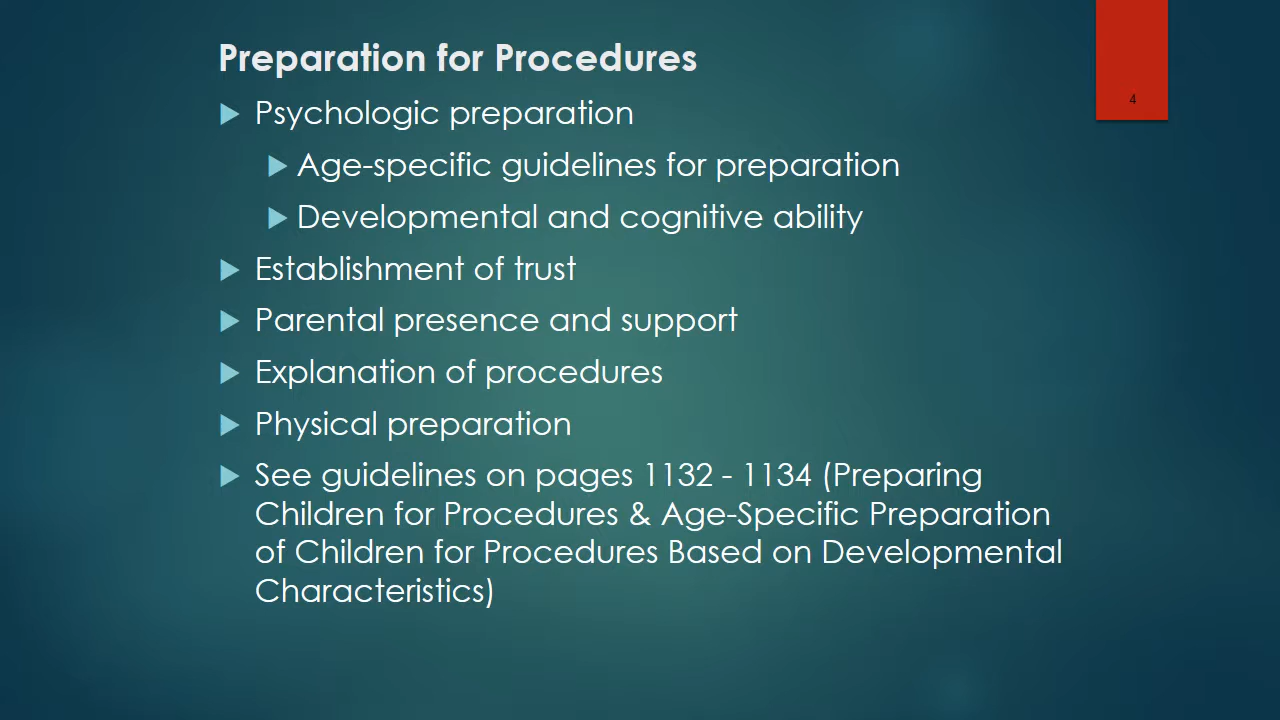 Preparation for Procedures
4
Psychologic preparation
Age-specific guidelines for preparation
Developmental and cognitive ability
Establishment of trust
Parental presence and support
Explanation of procedures
Physical preparation
See guidelines on pages 1132 - 1134 (Preparing
Children for Procedures & Age-Specific Preparation
of Children for Procedures Based on Developmental
Characteristics)